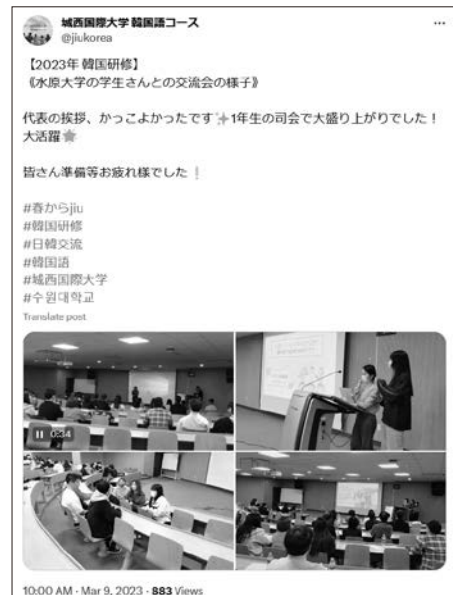 城西国際大学 韓国語コース
@jiukorea
【2023年 韓国研修】
《水原大学の学生さんとの交流会の様子》
代表の挨拶、かっこよかったです✨1年生の司会で大盛り上がりでした！
大活躍🌟
皆さん準備等お疲れ様でした❕
#春からjiu
#韓国研修
#日韓交流
#韓国語
#城西国際大学
#수원대학교
Translate post
0:34
10:00 AM · Mar 9, 2023 · 883 Views